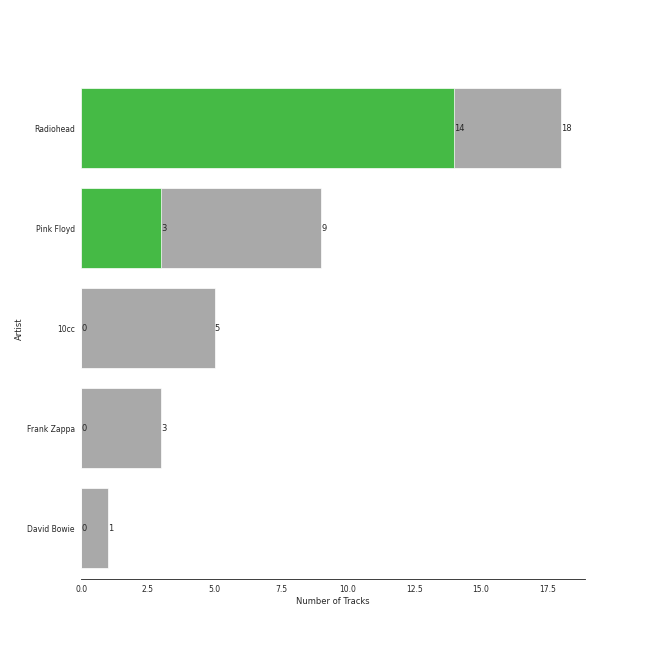 Radiohead 14 18
Pink Floyd 3 9
10cc 0 5
Frank Zappa 0 3
David Bowie 0 1
Artist
0.0 2.5 5.0 7.5 10.0 12.5 15.0 17.5
Number of Tracks